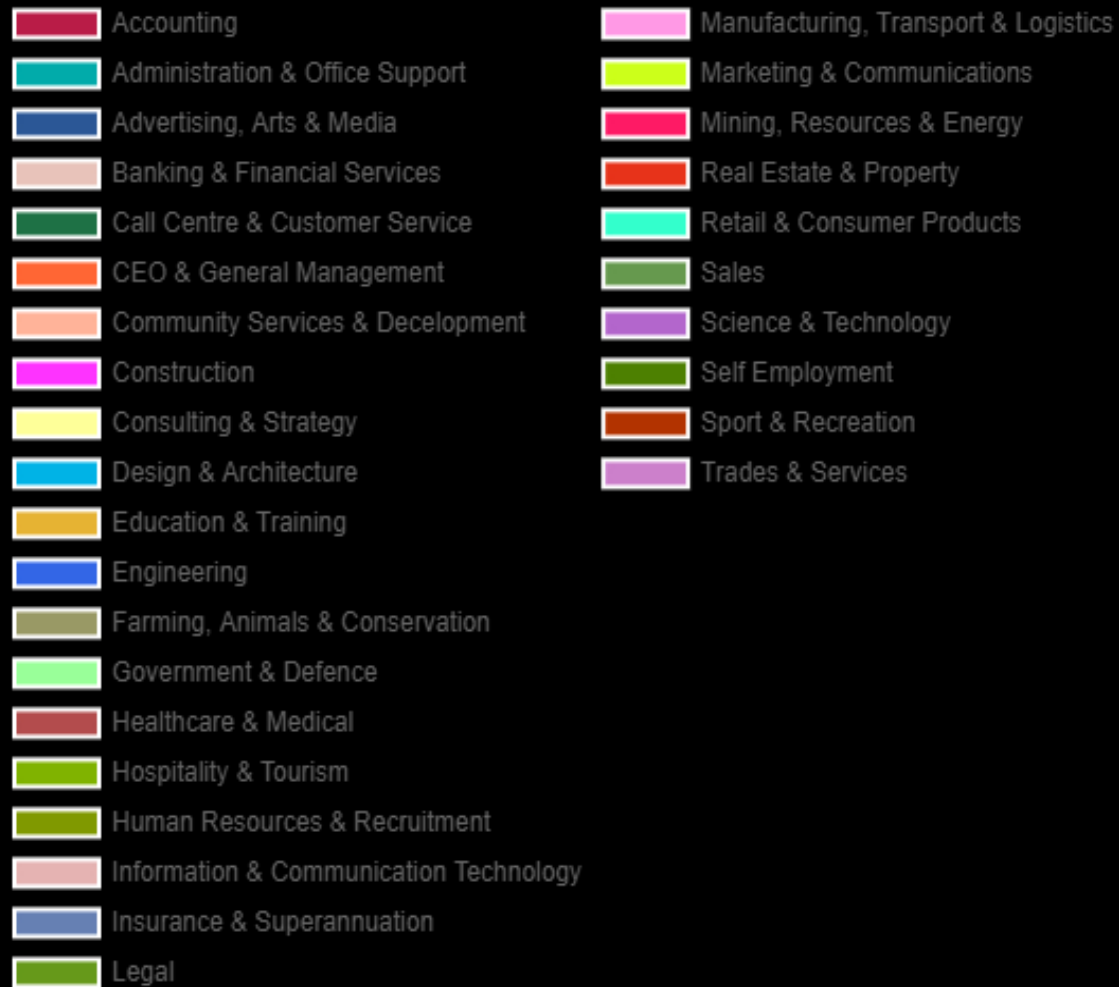 Accounting
Administration & Office Support
Advertising, Arts & Media
Banking & Financial Services
Call Centre & Customer Service
CEO & General Management
Community Services & Decelopment
Construction
Consulting & Strategy
Design & Architecture
Education & Training
Engineering
Farming, Animals & Conservation
Government & Defence
Healthcare & Medical
Hospitality & Tourism
Human Resources & Recruitment
Information & Communication Technology
Insurance & Superannuation
Legal
Manufacturing, Transport & Logistics
Marketing & Communications
Mining, Resources & Energy
Real Estate & Property
Retail & Consumer Products
Sales
Science & Technology
Self Employment
Sport & Recreation
Trades & Services